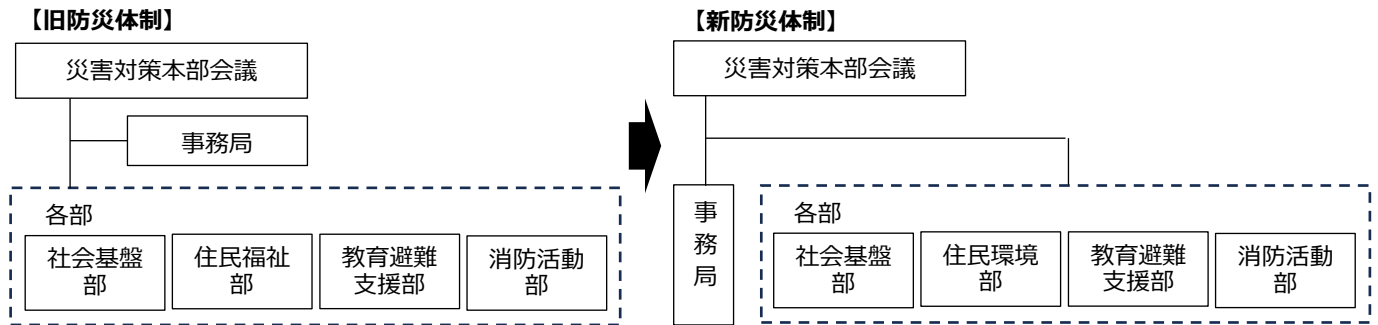 【旧防災体制】
災害対策本部会議
事務局
各部
社会基盤
部
住民福祉
部
教育避難
支援部
消防活動
部
【新防災体制】
災害対策本部会議
事
務
局
各部
社会基盤
部
住民環境
部
教育避難
支援部
消防活動
部